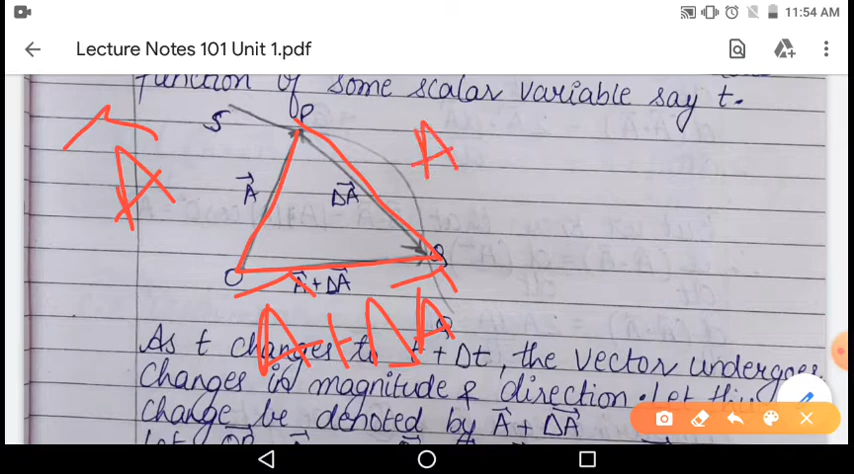 11:54 AM
Lecture Notes 101 Unit 1.pdf
function of some scalar variable say t.
S
P
A
A
A⃗
ΔA⃗
O
Q
A⃗ + ΔA⃗
A + ΔA
Q
As t changes to t + Δt, the vector undergoes
changes in magnitude & direction. Let this
change be denoted by A⃗ + ΔA⃗